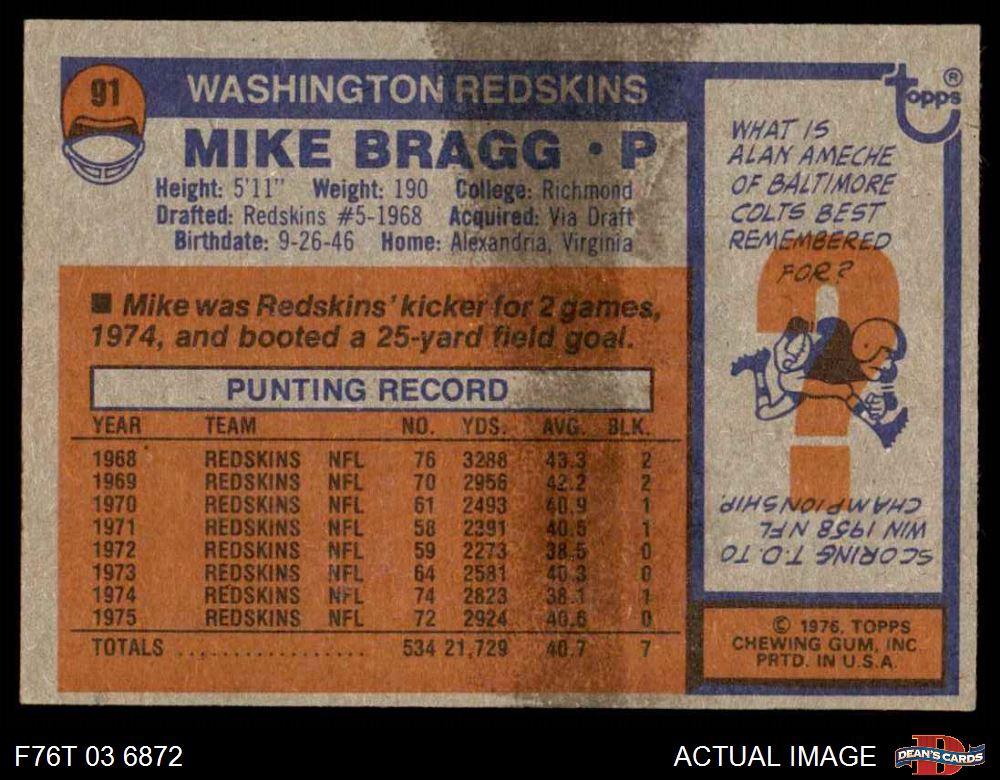 91
WASHINGTON REDSKINS
MIKE BRAGG · P
Height: 5'11" Weight: 190 College: Richmond
Drafted: Redskins #5-1968 Acquired: Via Draft
Birthdate: 9-26-46 Home: Alexandria, Virginia
■ Mike was Redskins' kicker for 2 games,
1974, and booted a 25-yard field goal.
PUNTING RECORD
YEAR TEAM NO. YDS. AVG. BLK.
1968 REDSKINS NFL 76 3288 43.3 2
1969 REDSKINS NFL 70 2956 42.2 2
1970 REDSKINS NFL 61 2493 40.9 1
1971 REDSKINS NFL 58 2391 40.5 1
1972 REDSKINS NFL 59 2273 38.5 0
1973 REDSKINS NFL 64 2581 40.3 0
1974 REDSKINS NFL 74 2823 38.1 1
1975 REDSKINS NFL 72 2924 40.6 0
TOTALS .................. 534 21,729 40.7 7
topps ®
WHAT IS
ALAN AMECHE
OF BALTIMORE
COLTS BEST
REMEMBERED
FOR?
?
SCORING T.D. TO
WIN 1958 NFL
CHAMPIONSHIP.
© 1976, TOPPS
CHEWING GUM, INC.
PRTD. IN U.S.A.
F76T 03 6872
ACTUAL IMAGE
D
DEAN'S CARDS